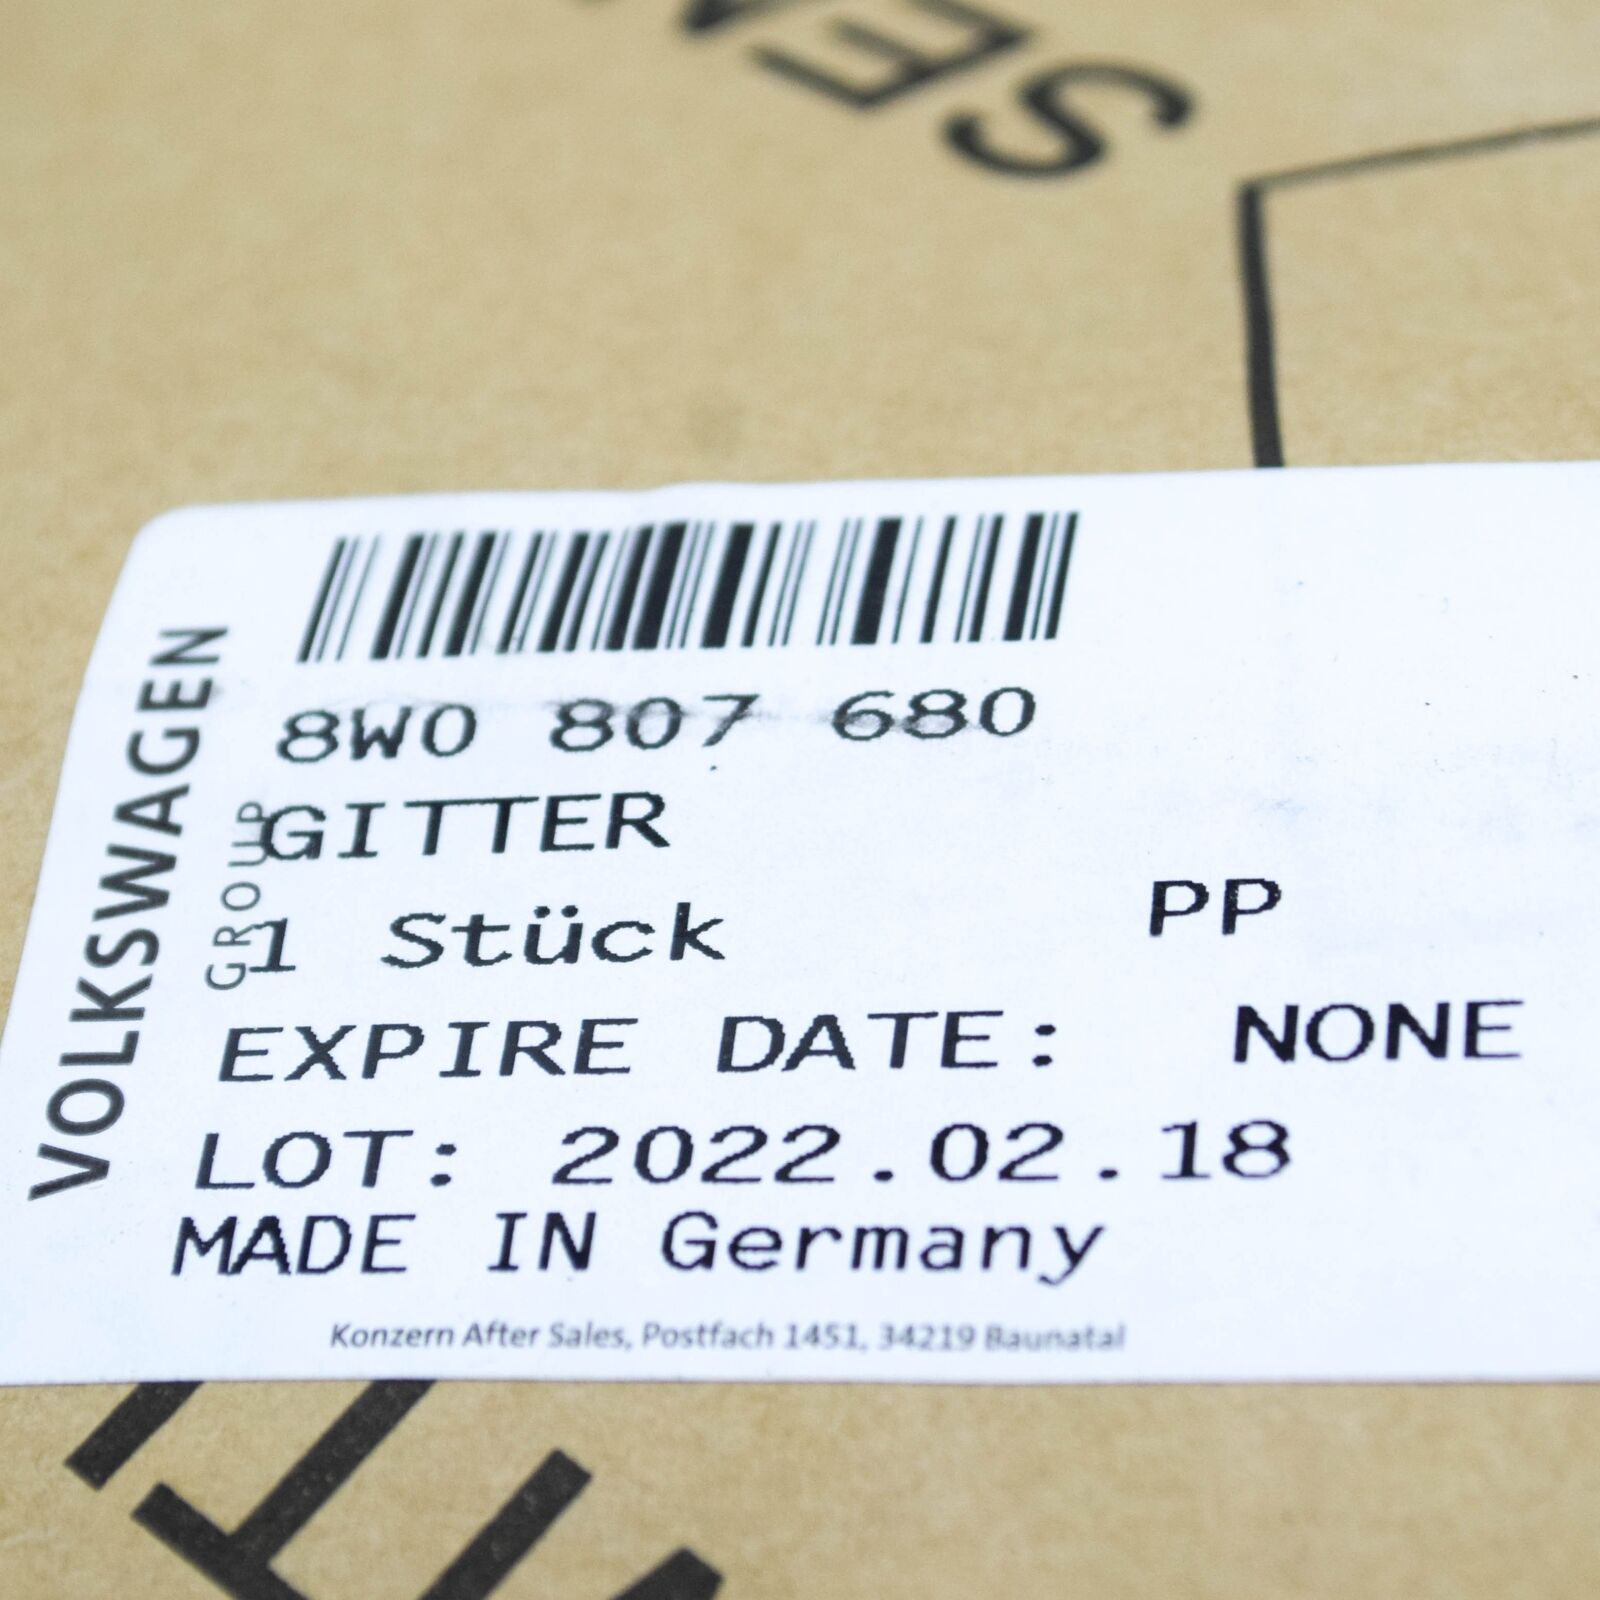 VOLKSWAGEN
GROUP
8W0 807 680
GITTER
1 Stück PP
EXPIRE DATE: NONE
LOT: 2022.02.18
MADE IN Germany
Konzern After Sales, Postfach 1451, 34219 Baunatal